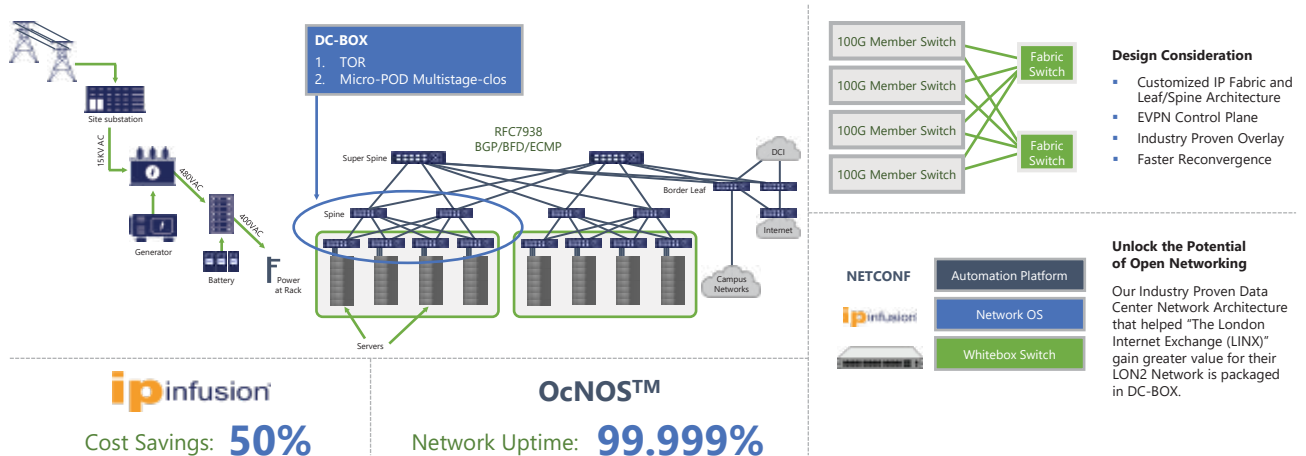 DC-BOX
1. TOR
2. Micro-POD Multistage-clos
Site substation
15KV AC
480VAC
400VAC
Generator
Battery
Power
at Rack
RFC7938
BGP/BFD/ECMP
Super Spine
Border Leaf
DCI
Spine
Internet
Campus
Networks
Servers
100G Member Switch
100G Member Switch
100G Member Switch
100G Member Switch
Fabric
Switch
Fabric
Switch
Design Consideration
▪ Customized IP Fabric and
Leaf/Spine Architecture
▪ EVPN Control Plane
▪ Industry Proven Overlay
▪ Faster Reconvergence
NETCONF
Automation Platform
ipinfusion
Network OS
Whitebox Switch
Unlock the Potential
of Open Networking
Our Industry Proven Data
Center Network Architecture
that helped “The London
Internet Exchange (LINX)”
gain greater value for their
LON2 Network is packaged
in DC-BOX.
ipinfusion
Cost Savings: 50%
OcNOS™
Network Uptime: 99.999%